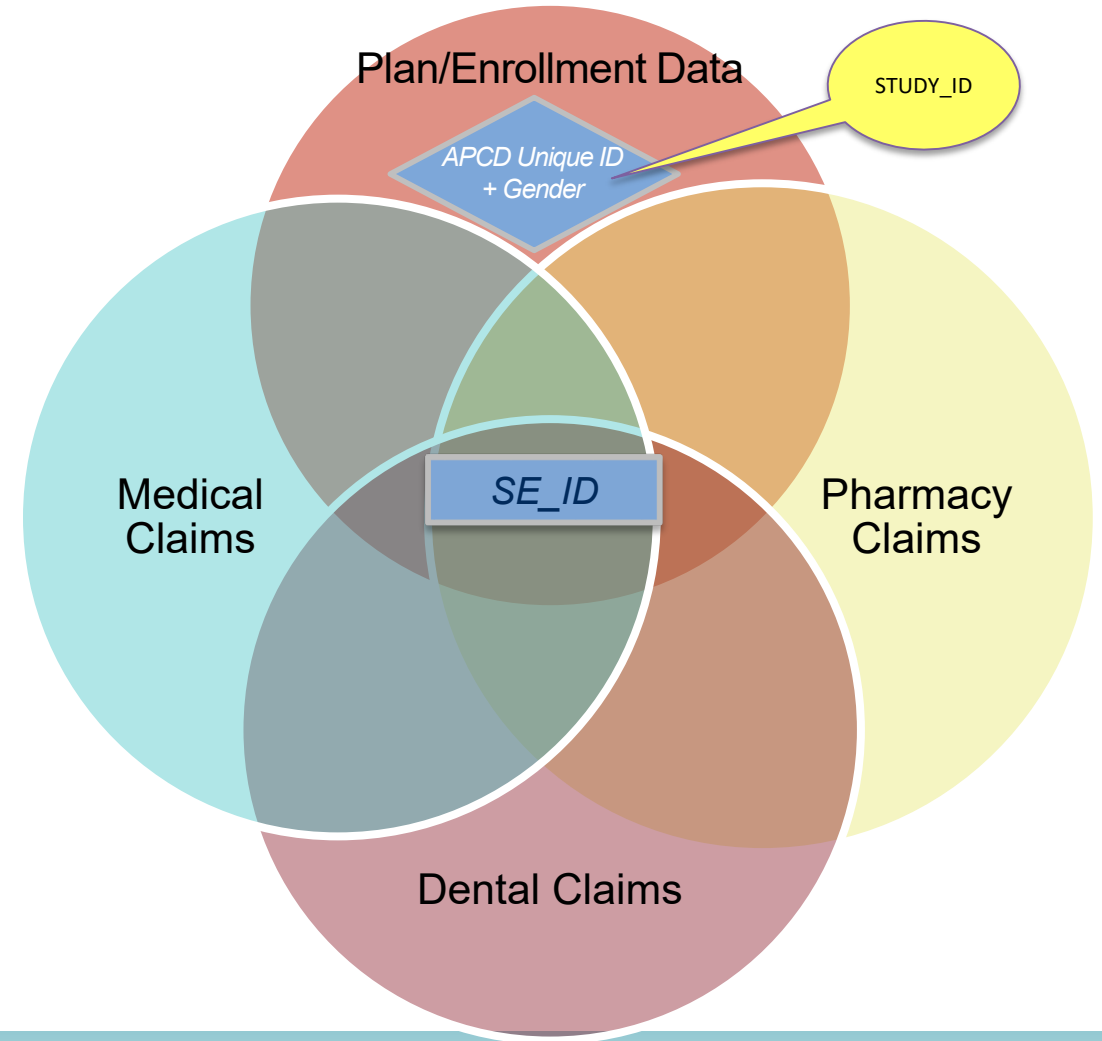 Plan/Enrollment Data
STUDY_ID
APCD Unique ID
+ Gender
Medical
Claims
SE_ID
Pharmacy
Claims
Dental Claims